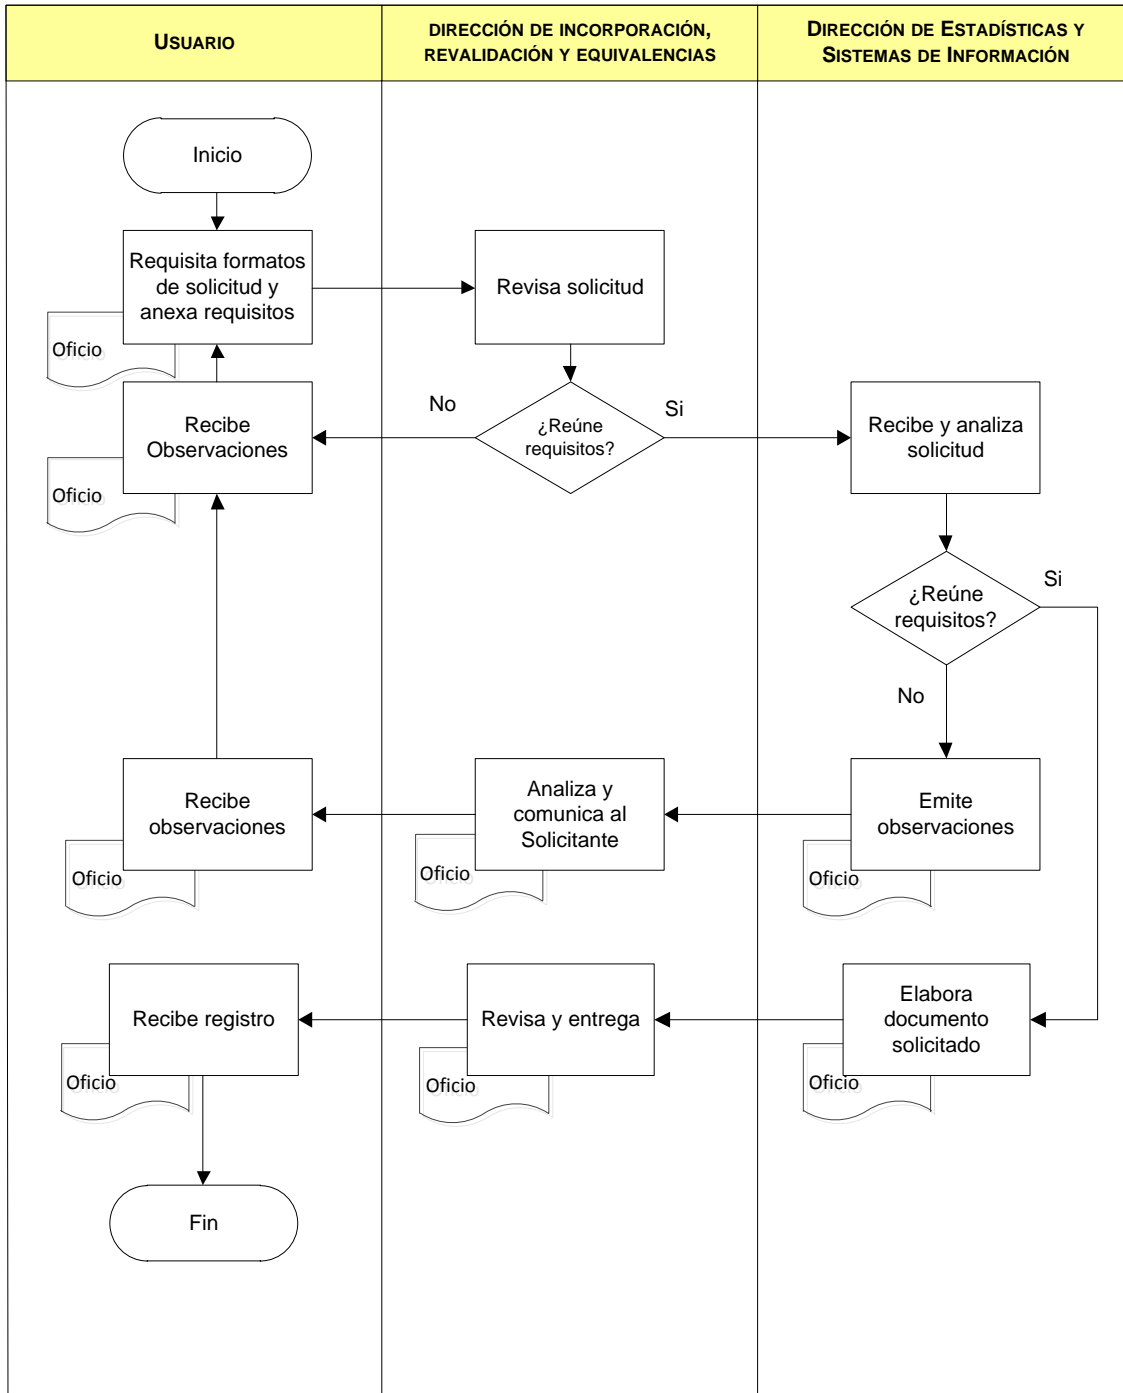 USUARIO
DIRECCIÓN DE INCORPORACIÓN,
REVALIDACIÓN Y EQUIVALENCIAS
DIRECCIÓN DE ESTADÍSTICAS Y
SISTEMAS DE INFORMACIÓN
Inicio
Requisita formatos
de solicitud y
anexa requisitos
Oficio
Revisa solicitud
Recibe
Observaciones
Oficio
No
¿Reúne
requisitos?
Si
Recibe y analiza
solicitud
¿Reúne
requisitos?
Si
No
Recibe
observaciones
Oficio
Analiza y
comunica al
Solicitante
Oficio
Emite
observaciones
Oficio
Recibe registro
Oficio
Revisa y entrega
Oficio
Elabora
documento
solicitado
Oficio
Fin